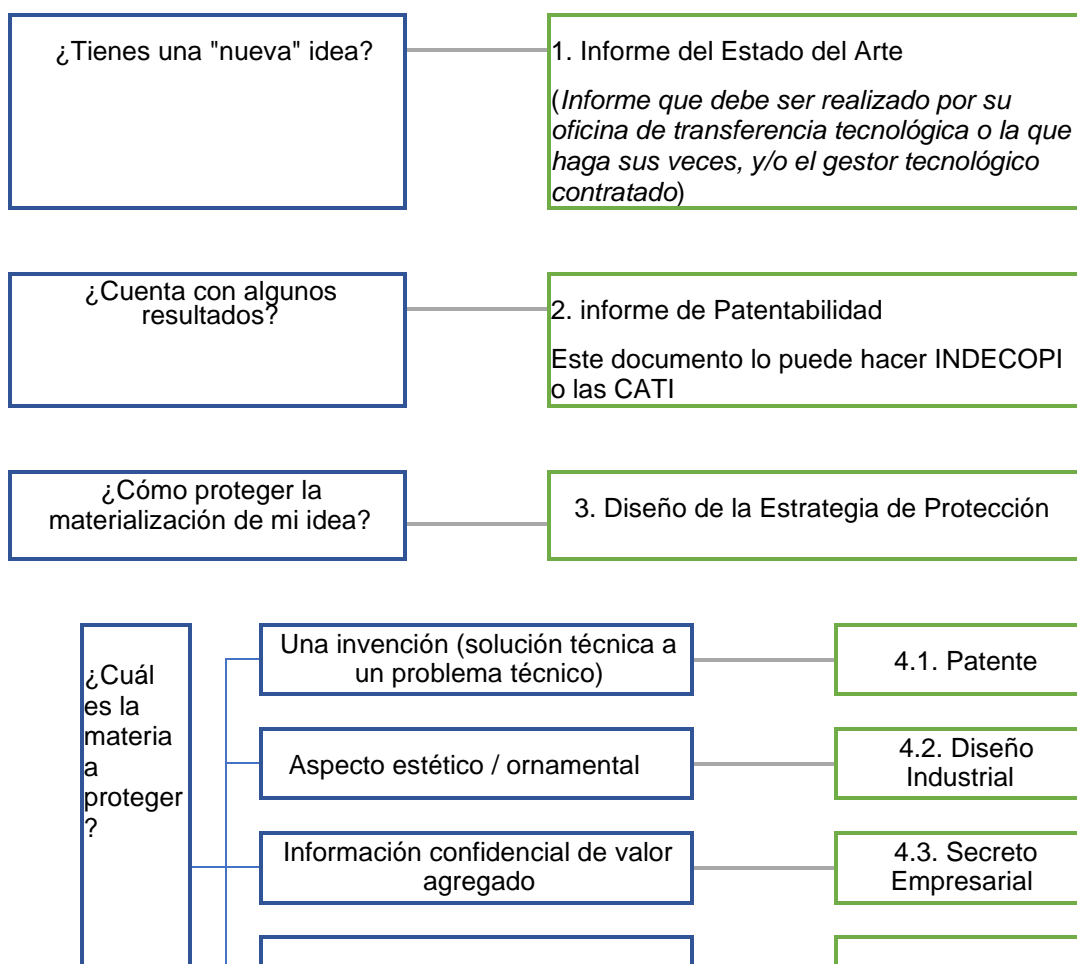 ¿Tienes una "nueva" idea?
1. Informe del Estado del Arte
(Informe que debe ser realizado por su
oficina de transferencia tecnológica o la que
haga sus veces, y/o el gestor tecnológico
contratado)
¿Cuenta con algunos
resultados?
2. informe de Patentabilidad
Este documento lo puede hacer INDECOPI
o las CATI
¿Cómo proteger la
materialización de mi idea?
3. Diseño de la Estrategia de Protección
¿Cuál
es la
materia
a
proteger
?
Una invención (solución técnica a
un problema técnico)
4.1. Patente
Aspecto estético / ornamental
4.2. Diseño
Industrial
Información confidencial de valor
agregado
4.3. Secreto
Empresarial